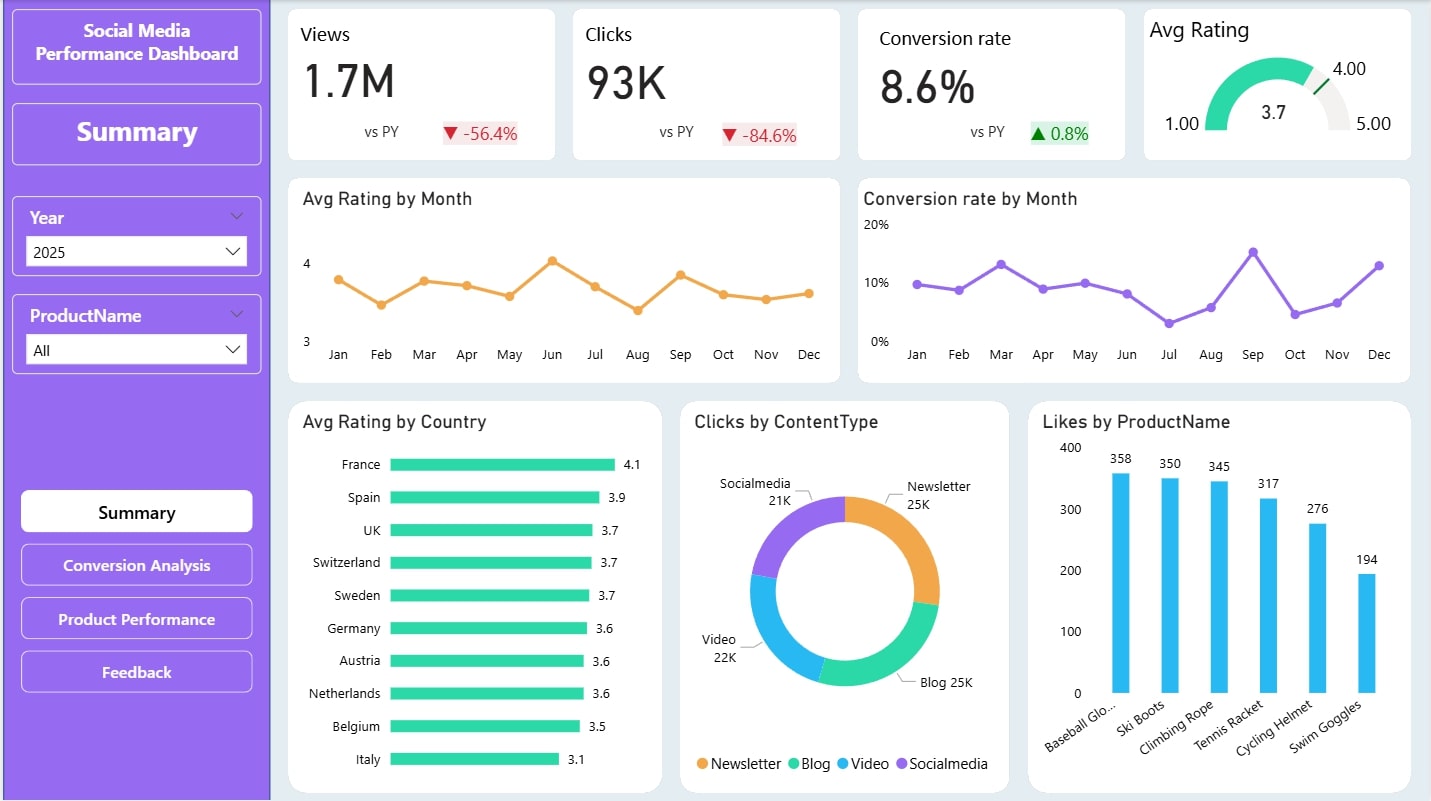 Social Media
Performance Dashboard
Summary
Year
2025
ProductName
All
Summary
Conversion Analysis
Product Performance
Feedback
Views
1.7M
vs PY
▼ -56.4%
Clicks
93K
vs PY
▼ -84.6%
Conversion rate
8.6%
vs PY
▲ 0.8%
Avg Rating
4.00
3.7
1.00
5.00
Avg Rating by Month
4
3
Jan Feb Mar Apr May Jun Jul Aug Sep Oct Nov Dec
Conversion rate by Month
20%
10%
0%
Jan Feb Mar Apr May Jun Jul Aug Sep Oct Nov Dec
Avg Rating by Country
France 4.1
Spain 3.9
UK 3.7
Switzerland 3.7
Sweden 3.7
Germany 3.6
Austria 3.6
Netherlands 3.6
Belgium 3.5
Italy 3.1
Clicks by ContentType
Socialmedia
21K
Newsletter
25K
Video
22K
Blog 25K
Newsletter Blog Video Socialmedia
Likes by ProductName
400
300
200
100
0
358 350 345 317 276 194
Baseball Glo... Ski Boots Climbing Rope Tennis Racket Cycling Helmet Swim Goggles